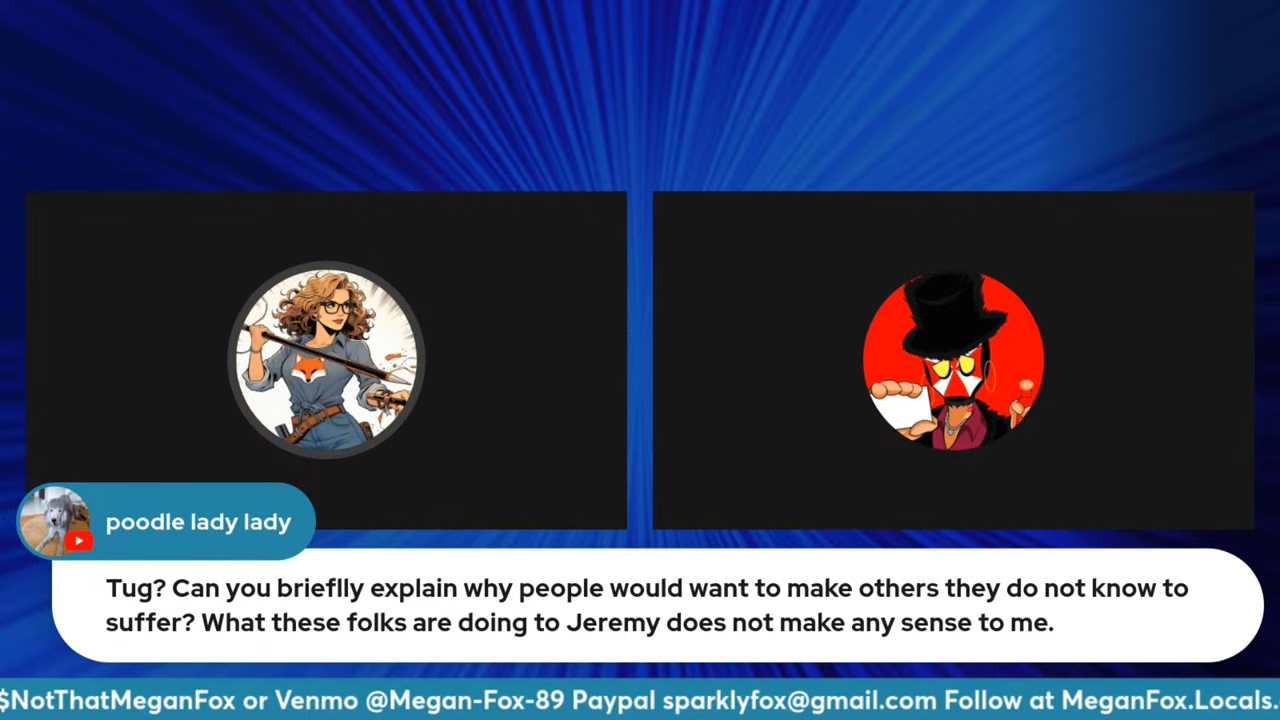 poodle lady lady
Tug? Can you brieflly explain why people would want to make others they do not know to
suffer? What these folks are doing to Jeremy does not make any sense to me.
$NotThatMeganFox or Venmo @Megan-Fox-89 Paypal sparklyfox@gmail.com Follow at MeganFox.Locals.